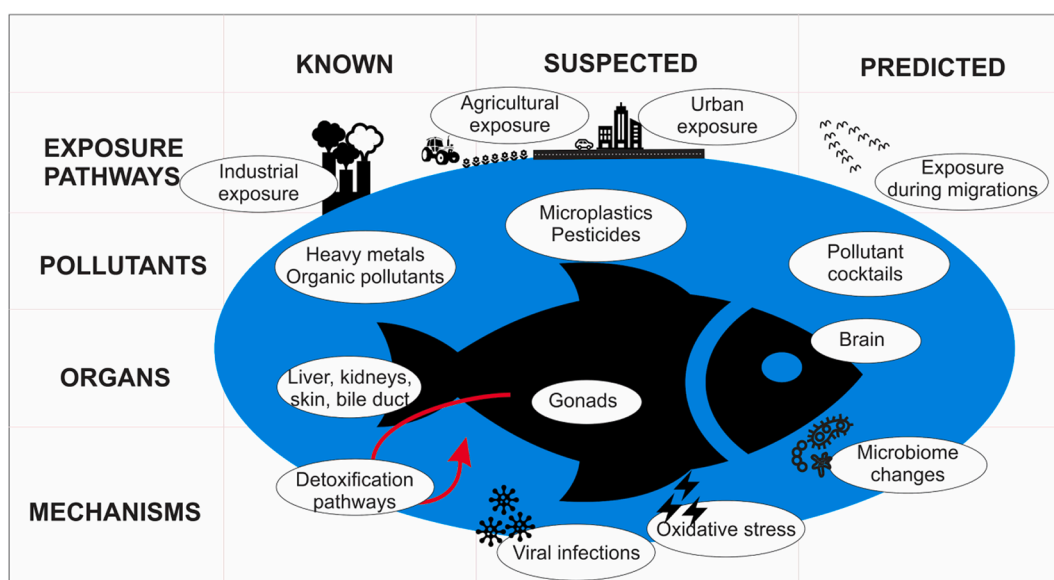 KNOWN
SUSPECTED
PREDICTED
EXPOSURE
PATHWAYS
Industrial
exposure
Agricultural
exposure
Urban
exposure
Exposure
during migrations
POLLUTANTS
Heavy metals
Organic pollutants
Microplastics
Pesticides
Pollutant
cocktails
ORGANS
Liver, kidneys,
skin, bile duct
Gonads
Brain
MECHANISMS
Detoxification
pathways
Viral infections
Oxidative stress
Microbiome
changes